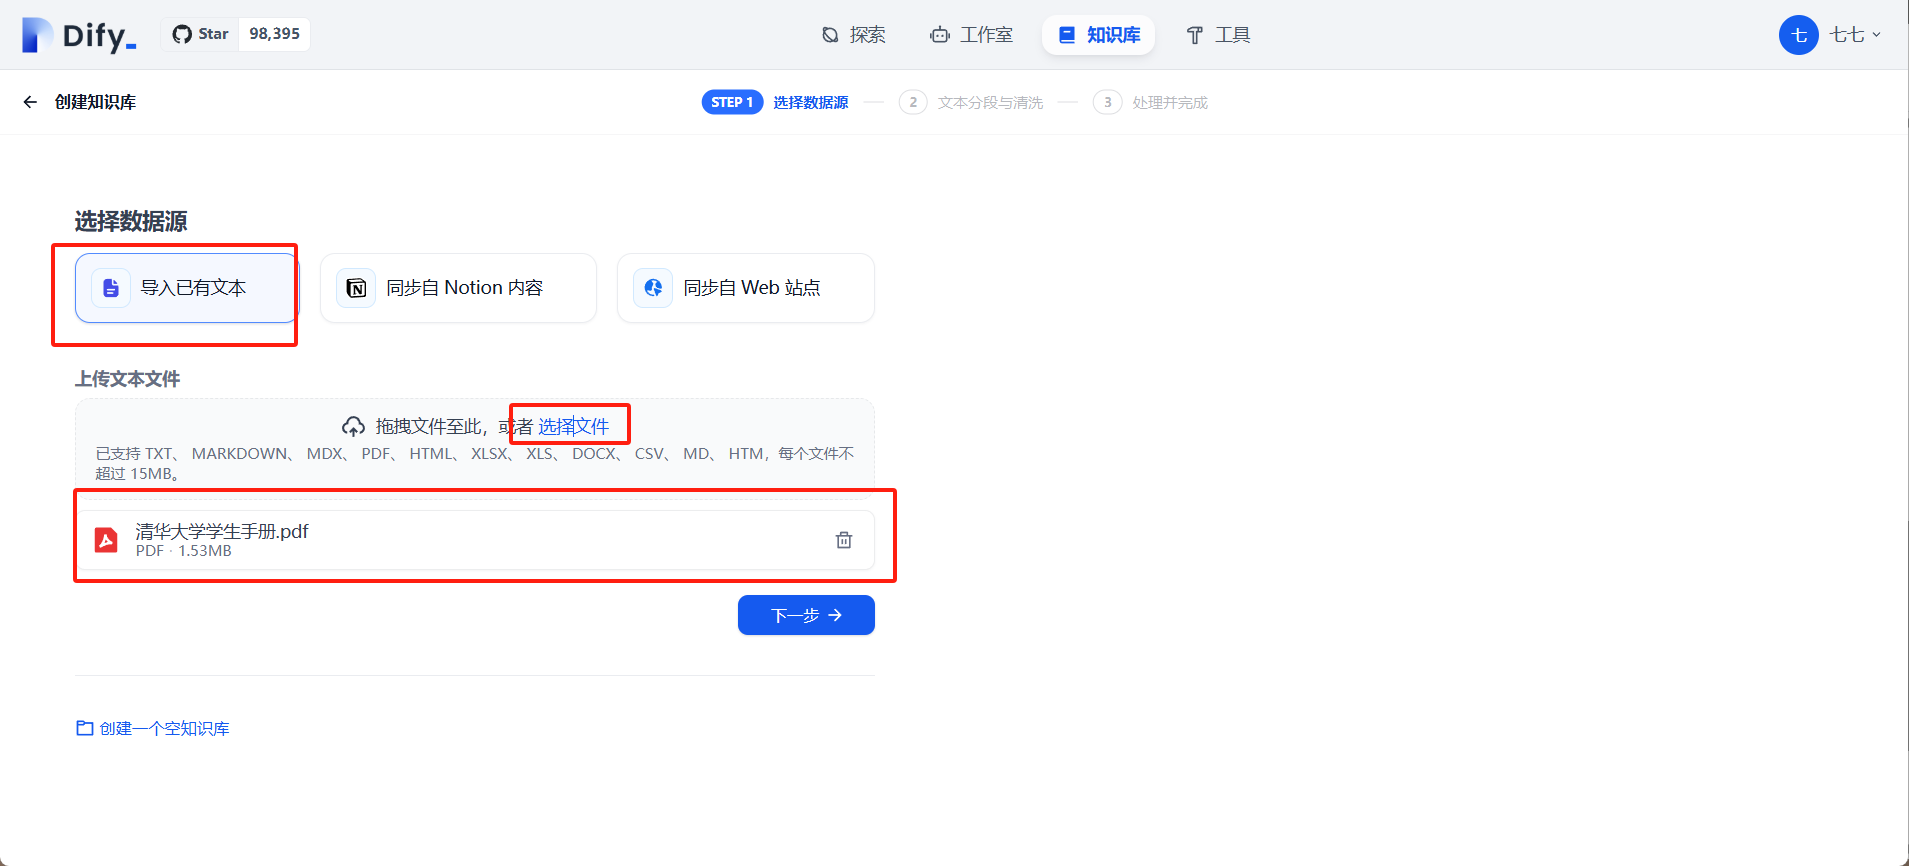 Dify_
Star 98,395
探索 工作室 知识库 工具
七 七七
创建知识库
STEP 1 选择数据源 2 文本分段与清洗 3 处理并完成
选择数据源
导入已有文本 同步自 Notion 内容 同步自 Web 站点
上传文本文件
拖拽文件至此，或者 选择文件
已支持 TXT、 MARKDOWN、 MDX、 PDF、 HTML、 XLSX、 XLS、 DOCX、 CSV、 MD、 HTM，每个文件不
超过 15MB。
清华大学学生手册.pdf
PDF · 1.53MB
下一步
创建一个空知识库